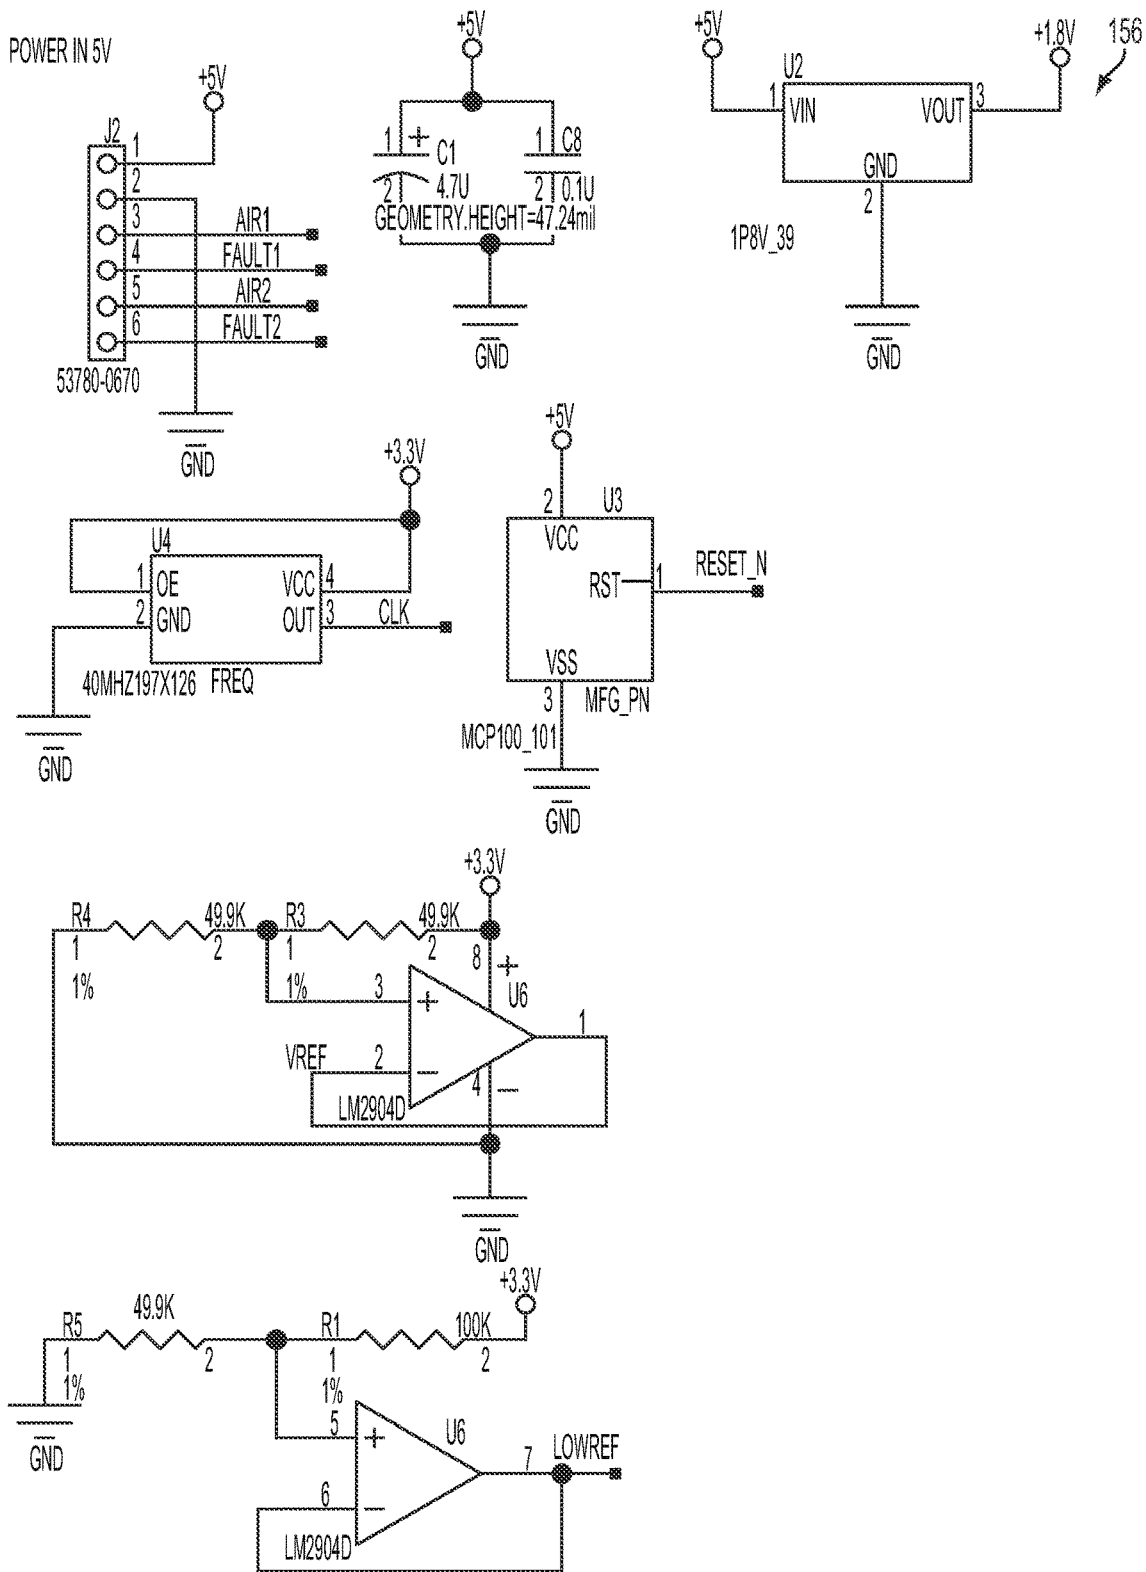 POWER IN 5V
+5V
J2
1
2
3
4
5
6
AIR1
FAULT1
AIR2
FAULT2
53780-0670
GND
+5V
1
+
C1
4.7U
2
1
C8
2
0.1U
GEOMETRY.HEIGHT=47.24mil
GND
+5V
U2
1
VIN
VOUT
3
+1.8V
156
GND
2
1P8V_39
GND
+3.3V
U4
1
OE
VCC
4
2
GND
OUT
3
CLK
40MHZ197X126
FREQ
GND
+5V
2
U3
VCC
RST
1
RESET_N
VSS
3
MFG_PN
MCP100_101
GND
+3.3V
R4
49.9K
R3
49.9K
1
2
1
2
8
+
1%
1%
3
+
U6
1
VREF
2
−
4
−
LM2904D
GND
+3.3V
R5
49.9K
R1
100K
1
2
1
2
1%
1%
GND
5
+
U6
7
LOWREF
6
−
LM2904D